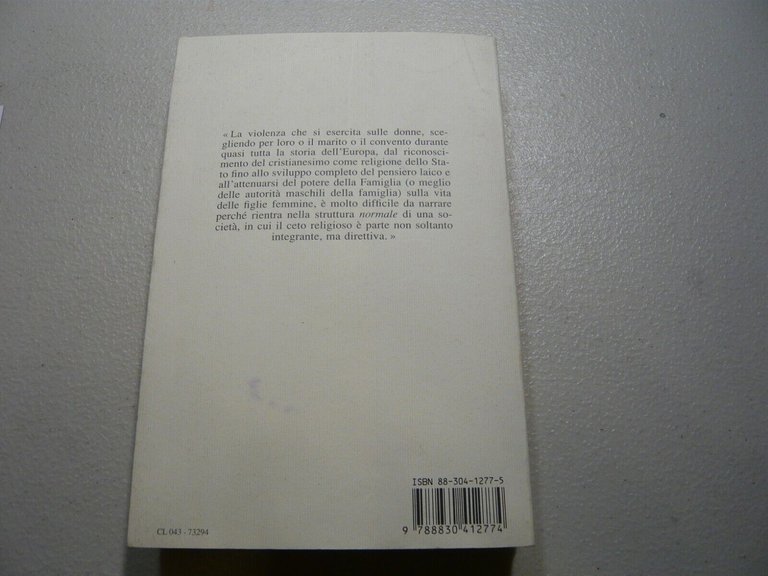 « La violenza che si esercita sulle donne, sce-
gliendo per loro o il marito o il convento durante
quasi tutta la storia dell'Europa, dal riconosci-
mento del cristianesimo come religione dello Sta-
to fino allo sviluppo completo del pensiero laico e
all'attenuarsi del potere della Famiglia (o meglio
delle autorità maschili della famiglia) sulla vita
delle figlie femmine, è molto difficile da narrare
perché rientra nella struttura normale di una so-
cietà, in cui il ceto religioso è parte non soltanto
integrante, ma direttiva. »
ISBN 88-304-1277-5
9 788830 412774
CL 043 - 73294